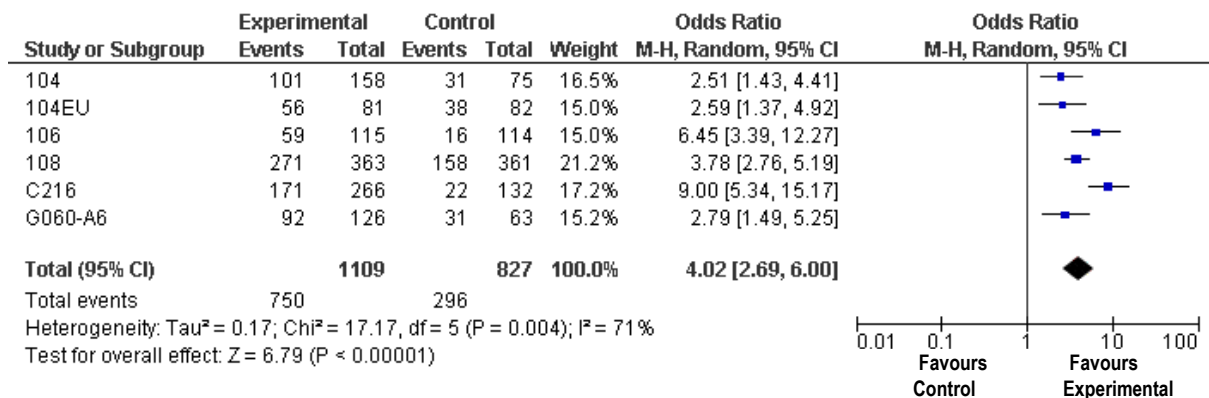 Experimental Control Odds Ratio Odds Ratio
Study or Subgroup Events Total Events Total Weight M-H, Random, 95% CI M-H, Random, 95% CI
104 101 158 31 75 16.5% 2.51 [1.43, 4.41]
104EU 56 81 38 82 15.0% 2.59 [1.37, 4.92]
106 59 115 16 114 15.0% 6.45 [3.39, 12.27]
108 271 363 158 361 21.2% 3.78 [2.76, 5.19]
C216 171 266 22 132 17.2% 9.00 [5.34, 15.17]
G060-A6 92 126 31 63 15.2% 2.79 [1.49, 5.25]
Total (95% CI) 1109 827 100.0% 4.02 [2.69, 6.00]
Total events 750 296
Heterogeneity: Tau² = 0.17; Chi² = 17.17, df = 5 (P = 0.004); I² = 71%
Test for overall effect: Z = 6.79 (P < 0.00001)
0.01 0.1 1 10 100
Favours Favours
Control Experimental